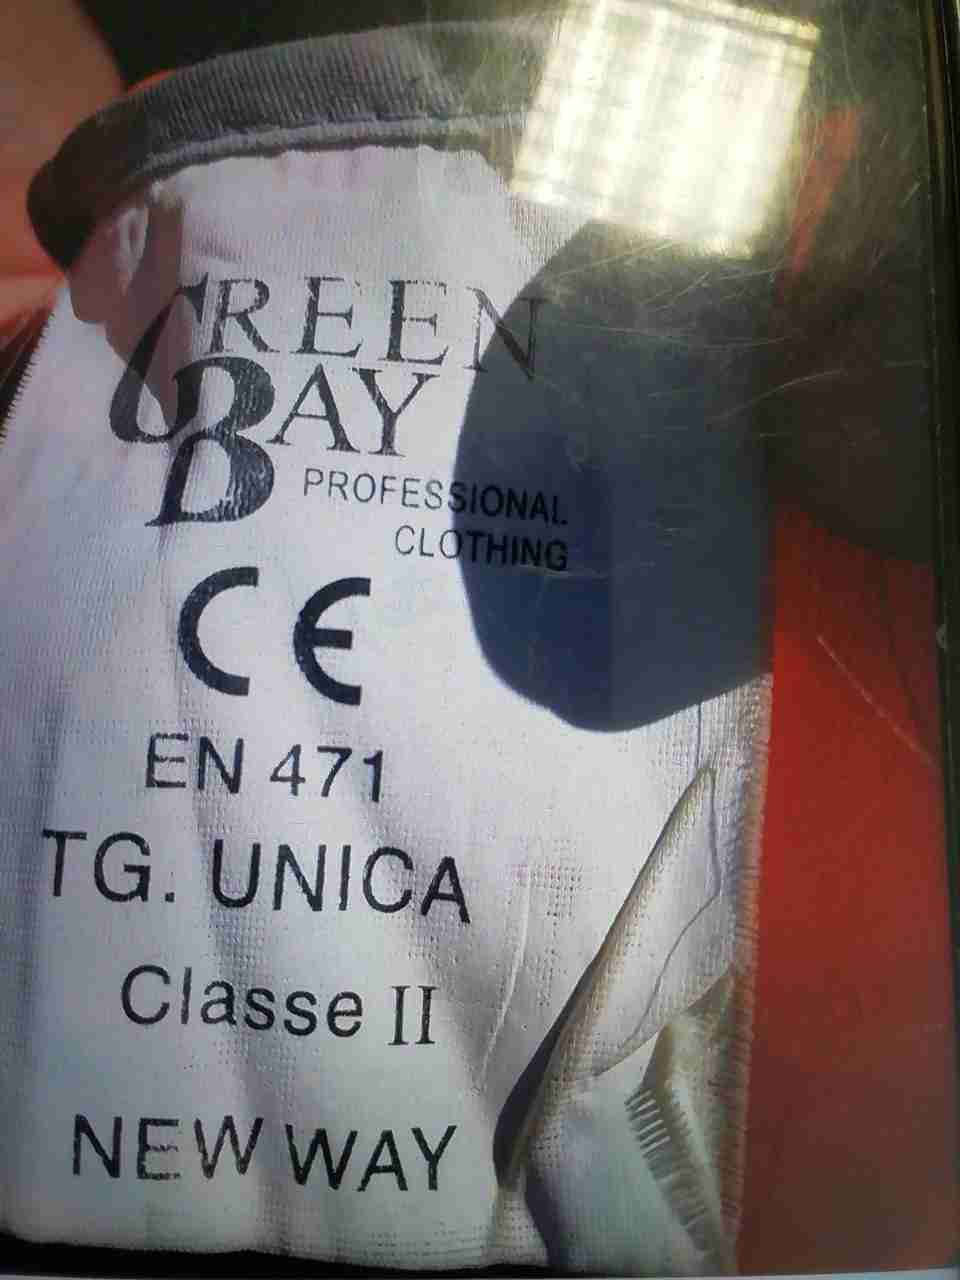 GREEN
BAY
PROFESSIONAL
CLOTHING
CE
EN 471
TG. UNICA
Classe II
NEW WAY